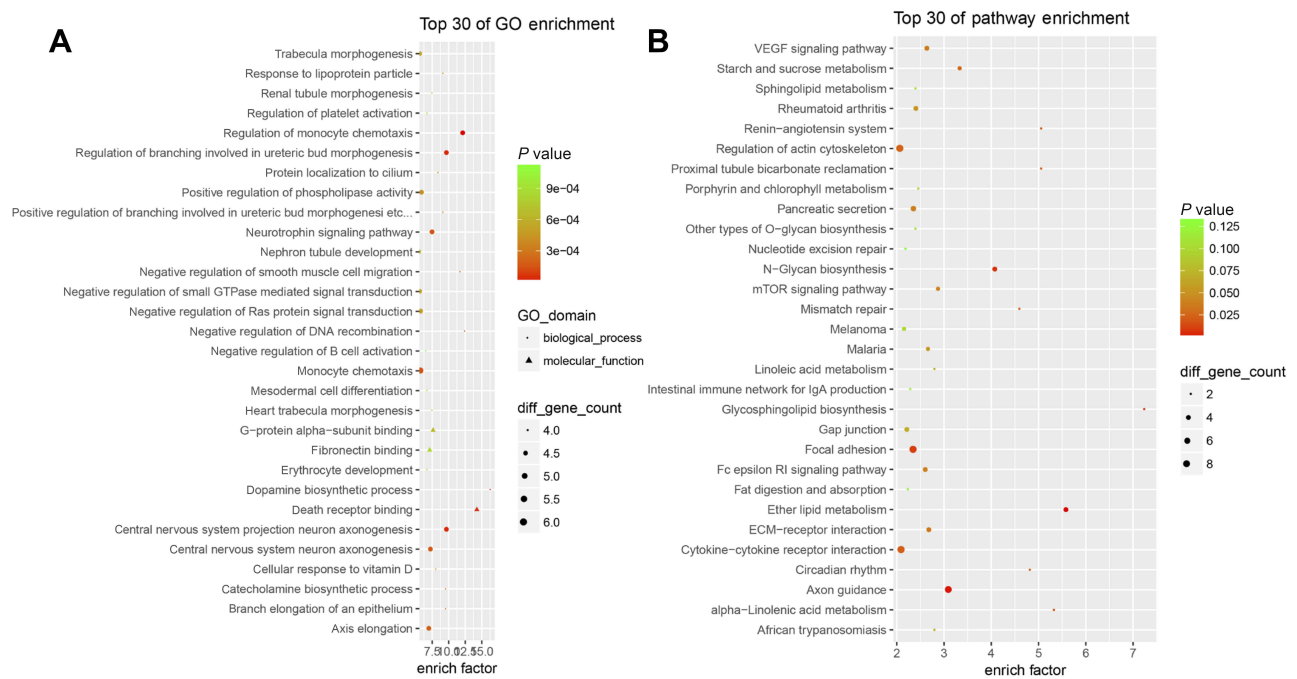 A
Top 30 of GO enrichment
Trabecula morphogenesis
Response to lipoprotein particle
Renal tubule morphogenesis
Regulation of platelet activation
Regulation of monocyte chemotaxis
Regulation of branching involved in ureteric bud morphogenesis
Protein localization to cilium
Positive regulation of phospholipase activity
Positive regulation of branching involved in ureteric bud morphogenesi etc...
Neurotrophin signaling pathway
Nephron tubule development
Negative regulation of smooth muscle cell migration
Negative regulation of small GTPase mediated signal transduction
Negative regulation of Ras protein signal transduction
Negative regulation of DNA recombination
Negative regulation of B cell activation
Monocyte chemotaxis
Mesodermal cell differentiation
Heart trabecula morphogenesis
G−protein alpha−subunit binding
Fibronectin binding
Erythrocyte development
Dopamine biosynthetic process
Death receptor binding
Central nervous system projection neuron axonogenesis
Central nervous system neuron axonogenesis
Cellular response to vitamin D
Catecholamine biosynthetic process
Branch elongation of an epithelium
Axis elongation
7.5 10.0 12.5 15.0
enrich factor
P value
9e−04
6e−04
3e−04
GO_domain
biological_process
molecular_function
diff_gene_count
4.0
4.5
5.0
5.5
6.0
B
Top 30 of pathway enrichment
VEGF signaling pathway
Starch and sucrose metabolism
Sphingolipid metabolism
Rheumatoid arthritis
Renin−angiotensin system
Regulation of actin cytoskeleton
Proximal tubule bicarbonate reclamation
Porphyrin and chlorophyll metabolism
Pancreatic secretion
Other types of O−glycan biosynthesis
Nucleotide excision repair
N−Glycan biosynthesis
mTOR signaling pathway
Mismatch repair
Melanoma
Malaria
Linoleic acid metabolism
Intestinal immune network for IgA production
Glycosphingolipid biosynthesis
Gap junction
Focal adhesion
Fc epsilon RI signaling pathway
Fat digestion and absorption
Ether lipid metabolism
ECM−receptor interaction
Cytokine−cytokine receptor interaction
Circadian rhythm
Axon guidance
alpha−Linolenic acid metabolism
African trypanosomiasis
2 3 4 5 6 7
enrich factor
P value
0.125
0.100
0.075
0.050
0.025
diff_gene_count
2
4
6
8